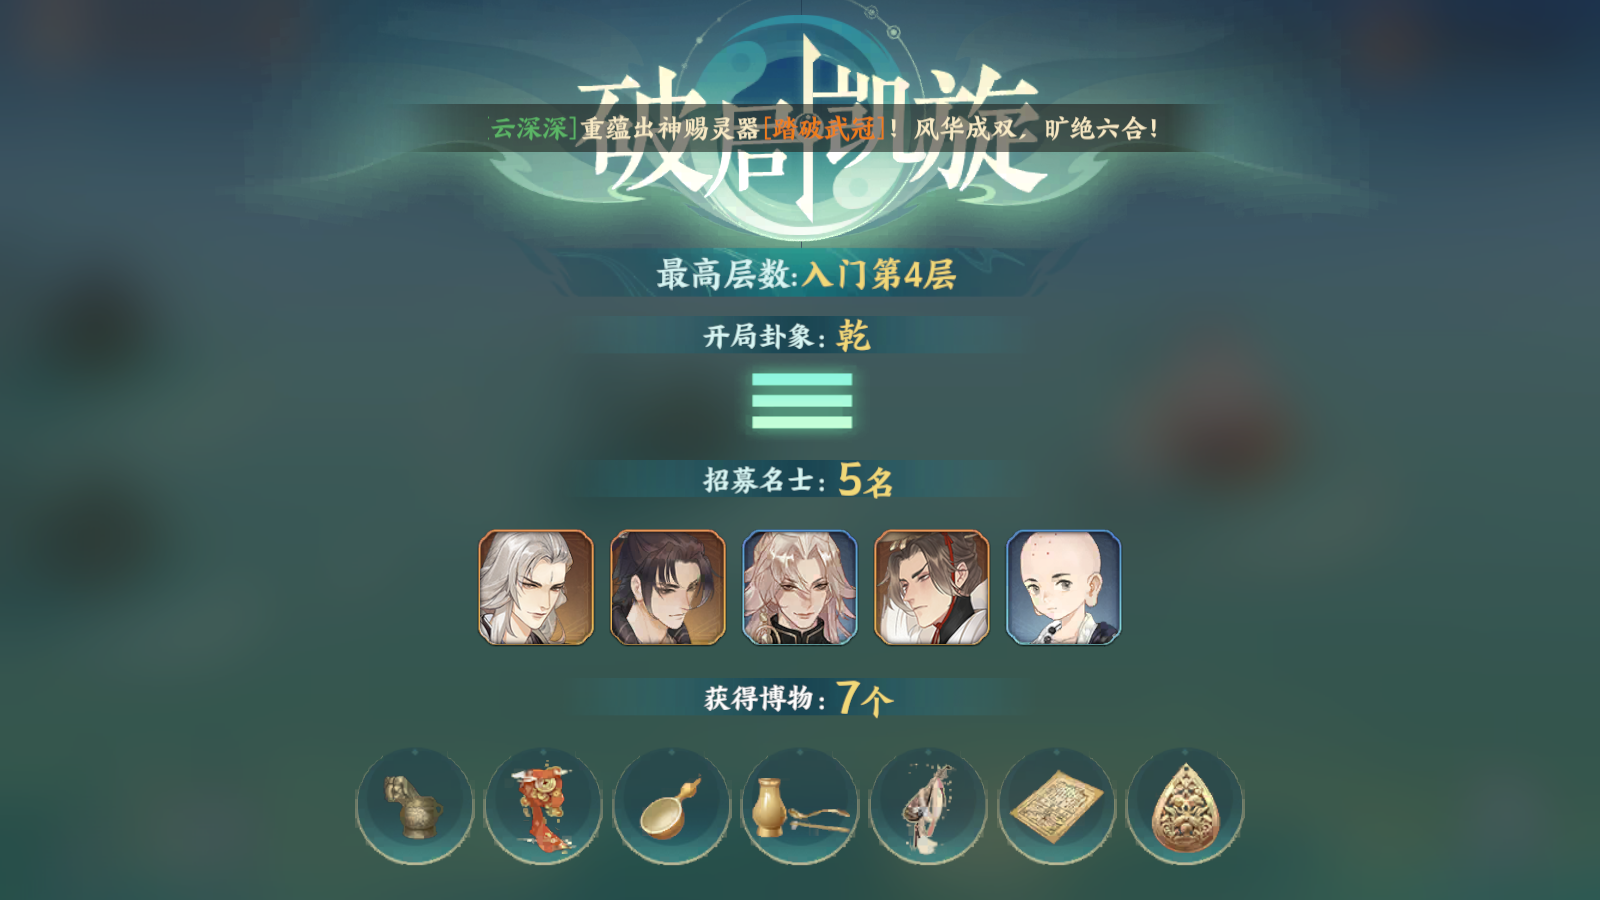 破局凯旋
[云深深]重蕴出神赐灵器[踏破武冠]！风华成双，旷绝六合！
最高层数:入门第4层
开局卦象：乾
招募名士：5名
获得博物：7个